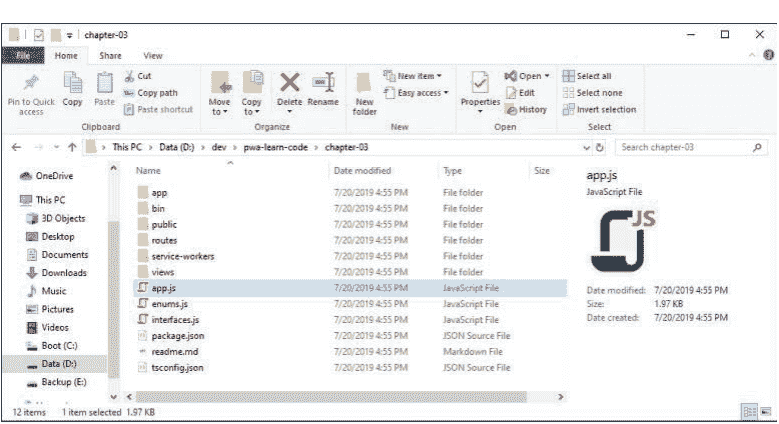 chapter-03
File Home Share View
Pin to Quick access
Copy
Paste
Cut
Copy path
Paste shortcut
Clipboard
Move to
Copy to
Delete
Rename
Organize
New folder
New item
Easy access
New
Properties
Open
Edit
History
Open
Select all
Select none
Invert selection
Select
This PC > Data (D:) > dev > pwa-learn-code > chapter-03
Search chapter-03
OneDrive
This PC
3D Objects
Desktop
Documents
Downloads
Music
Pictures
Videos
Boot (C:)
Data (D:)
Backup (E:)
Name Date modified Type Size
app 7/20/2019 4:55 PM File folder
bin 7/20/2019 4:55 PM File folder
public 7/20/2019 4:55 PM File folder
routes 7/20/2019 4:55 PM File folder
service-workers 7/20/2019 4:55 PM File folder
views 7/20/2019 4:55 PM File folder
app.js 7/20/2019 4:55 PM JavaScript File
enums.js 7/20/2019 4:55 PM JavaScript File
interfaces.js 7/20/2019 4:55 PM JavaScript File
package.json 7/20/2019 4:55 PM JSON Source File
readme.md 7/20/2019 4:55 PM Markdown File
tsconfig.json 7/20/2019 4:55 PM JSON Source File
app.js
JavaScript File
JS
Date modified: 7/20/2019 4:55 PM
Size: 1.97 KB
Date created: 7/20/2019 4:55 PM
12 items 1 item selected 1.97 KB